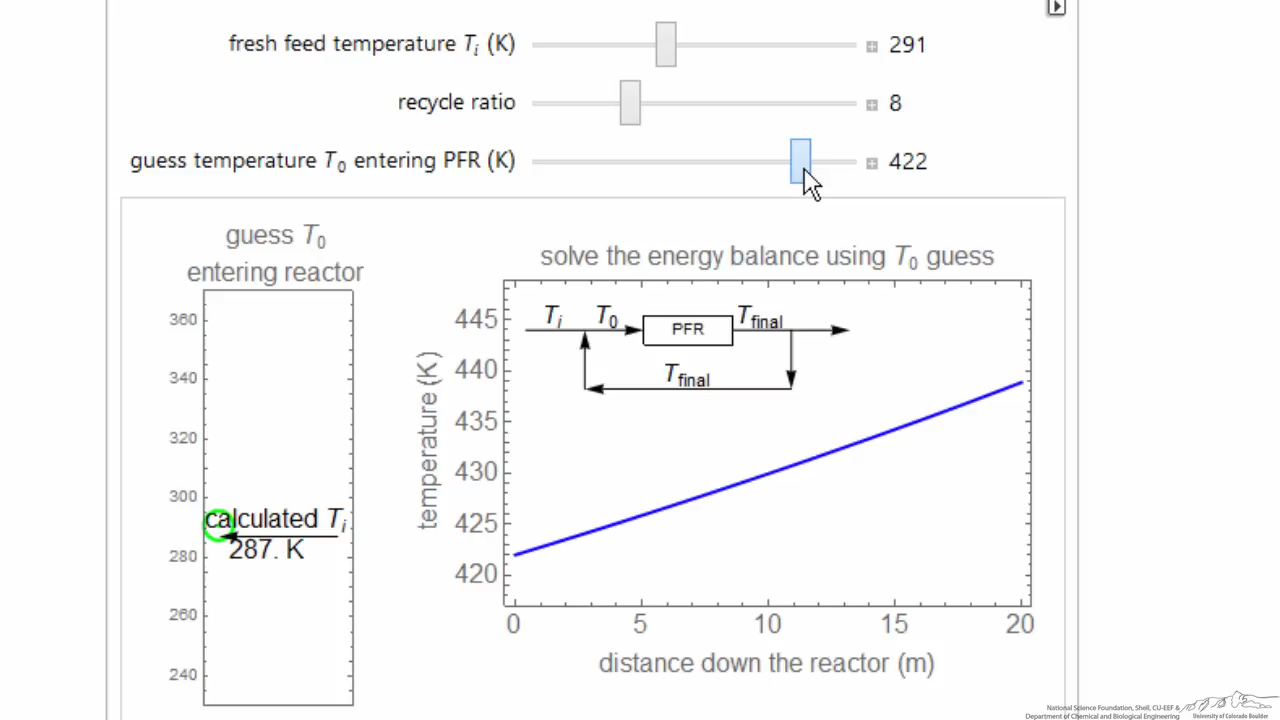 fresh feed temperature Ti (K) 291
recycle ratio 8
guess temperature T0 entering PFR (K) 422
guess T0
entering reactor
360
340
320
300
280
260
240
calculated Ti
287. K
solve the energy balance using T0 guess
Ti T0 PFR Tfinal
Tfinal
temperature (K)
445
440
435
430
425
420
0 5 10 15 20
distance down the reactor (m)
National Science Foundation, Shell, CU-EEF &
Department of Chemical and Biological Engineering
University of Colorado Boulder